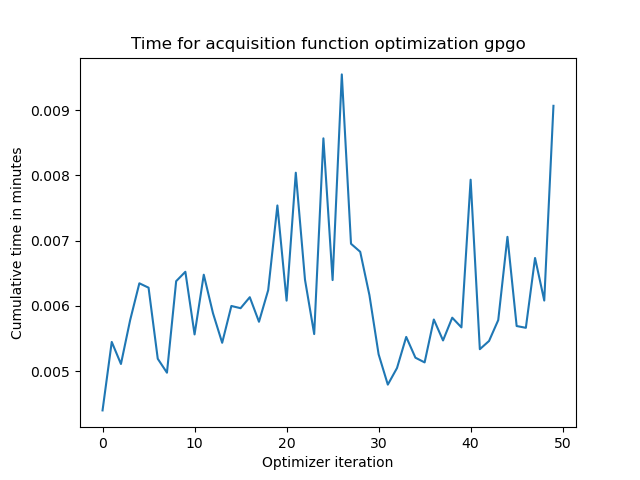 Time for acquisition function optimization gpgo
Cumulative time in minutes
0.009
0.008
0.007
0.006
0.005
0 10 20 30 40 50
Optimizer iteration